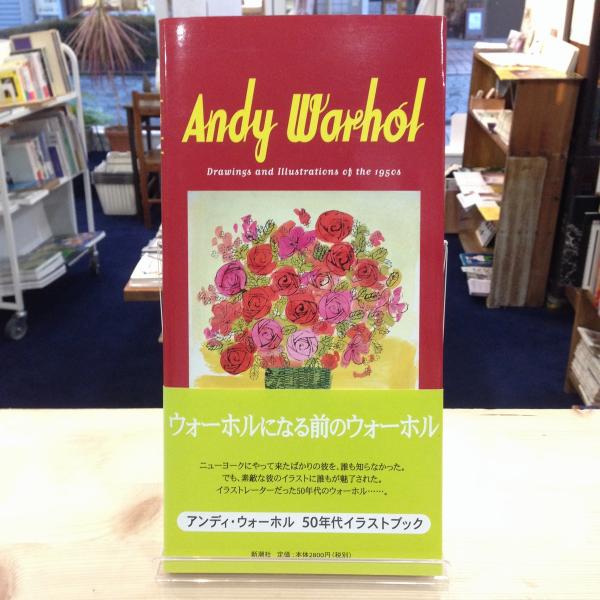 Andy Warhol
Drawings and Illustrations of the 1950s
ウォーホルになる前のウォーホル
ニューヨークにやって来たばかりの彼を、誰も知らなかった。
でも、素敵な彼のイラストに誰もが魅了された。
イラストレーターだった50年代のウォーホル……。
アンディ・ウォーホル 50年代イラストブック
新潮社 定価:本体2800円(税別)